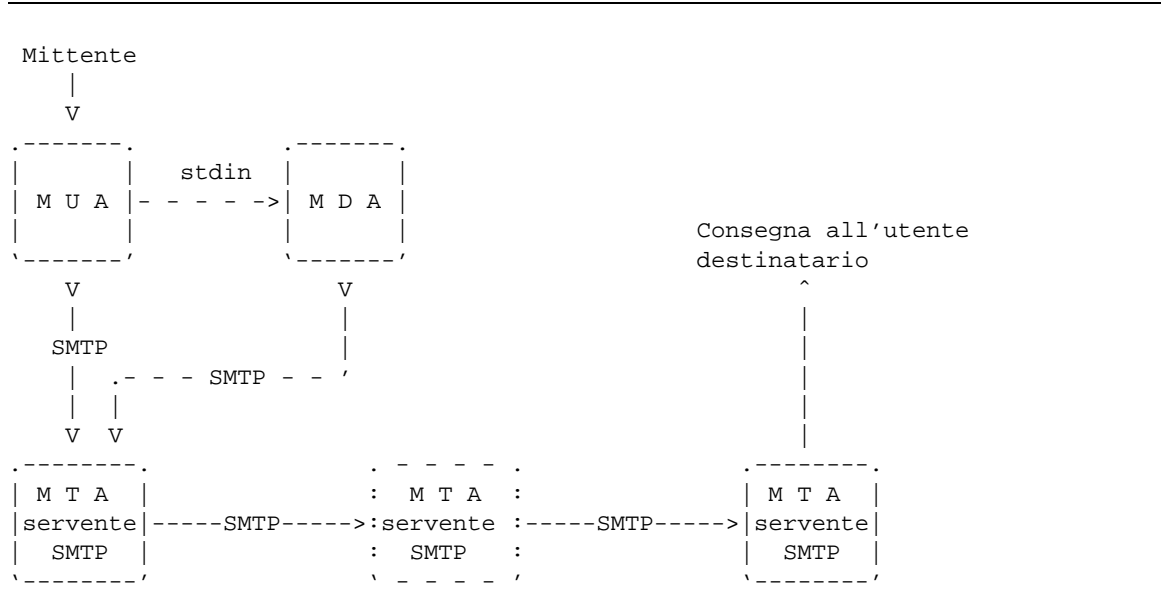 Mittente
stdin
M U A
M D A
Consegna all'utente
destinatario
SMTP
SMTP
M T A
servente
SMTP
SMTP
M T A
servente
SMTP
SMTP
M T A
servente
SMTP